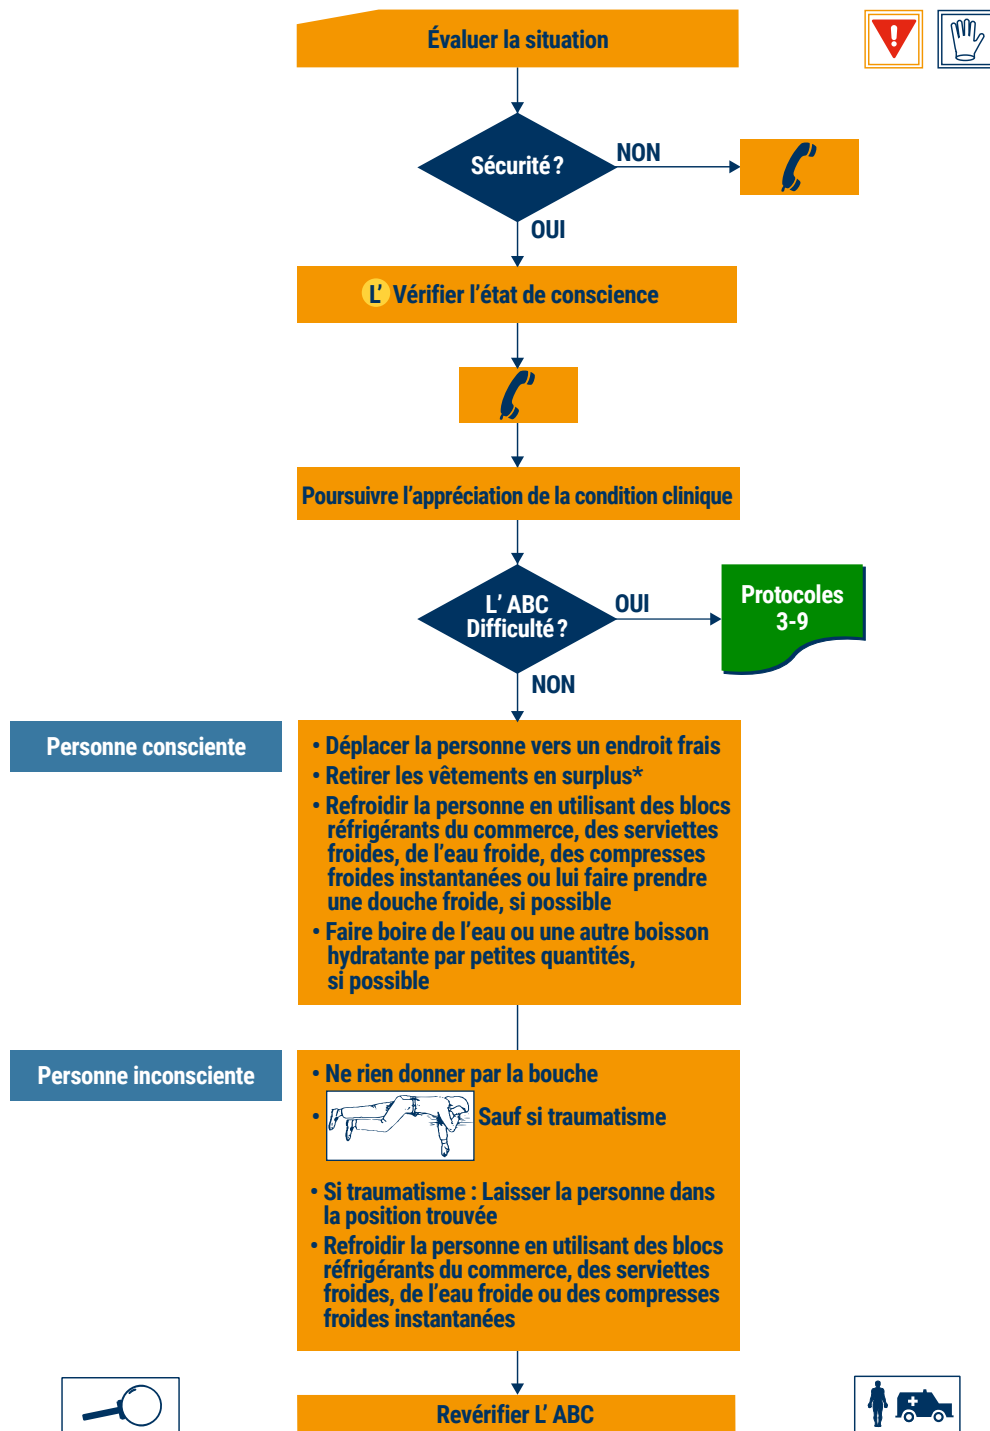 Évaluer la situation
Sécurité ?
NON
OUI
L' Vérifier l'état de conscience
Poursuivre l'appréciation de la condition clinique
L' ABC
Difficulté ?
OUI
Protocoles
3-9
NON
Personne consciente
• Déplacer la personne vers un endroit frais
• Retirer les vêtements en surplus*
• Refroidir la personne en utilisant des blocs
réfrigérants du commerce, des serviettes
froides, de l'eau froide, des compresses
froides instantanées ou lui faire prendre
une douche froide, si possible
• Faire boire de l'eau ou une autre boisson
hydratante par petites quantités,
si possible
Personne inconsciente
• Ne rien donner par la bouche
• Sauf si traumatisme
• Si traumatisme : Laisser la personne dans
la position trouvée
• Refroidir la personne en utilisant des blocs
réfrigérants du commerce, des serviettes
froides, de l'eau froide ou des compresses
froides instantanées
Revérifier L' ABC